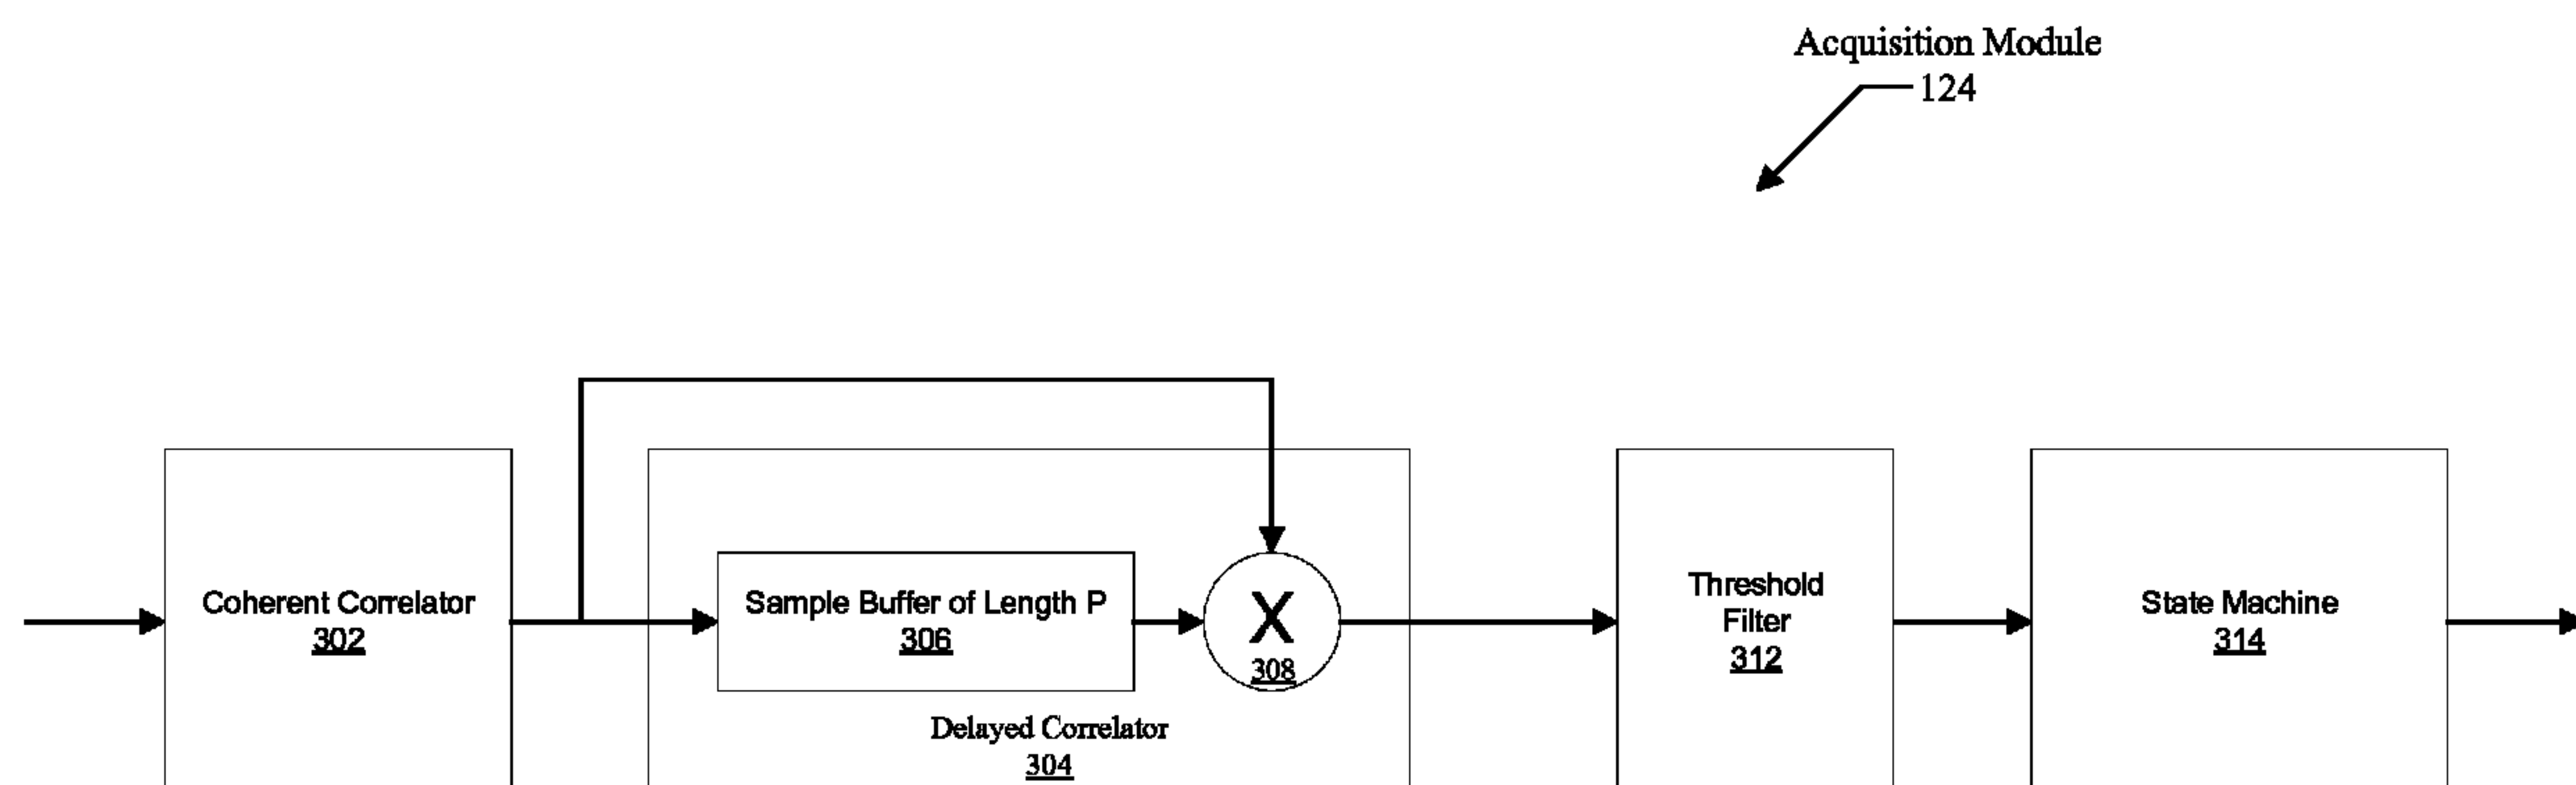 Acquisition Module
124
Coherent Correlator
302
Sample Buffer of Length P
306
X
308
Delayed Correlator
304
Threshold
Filter
312
State Machine
314